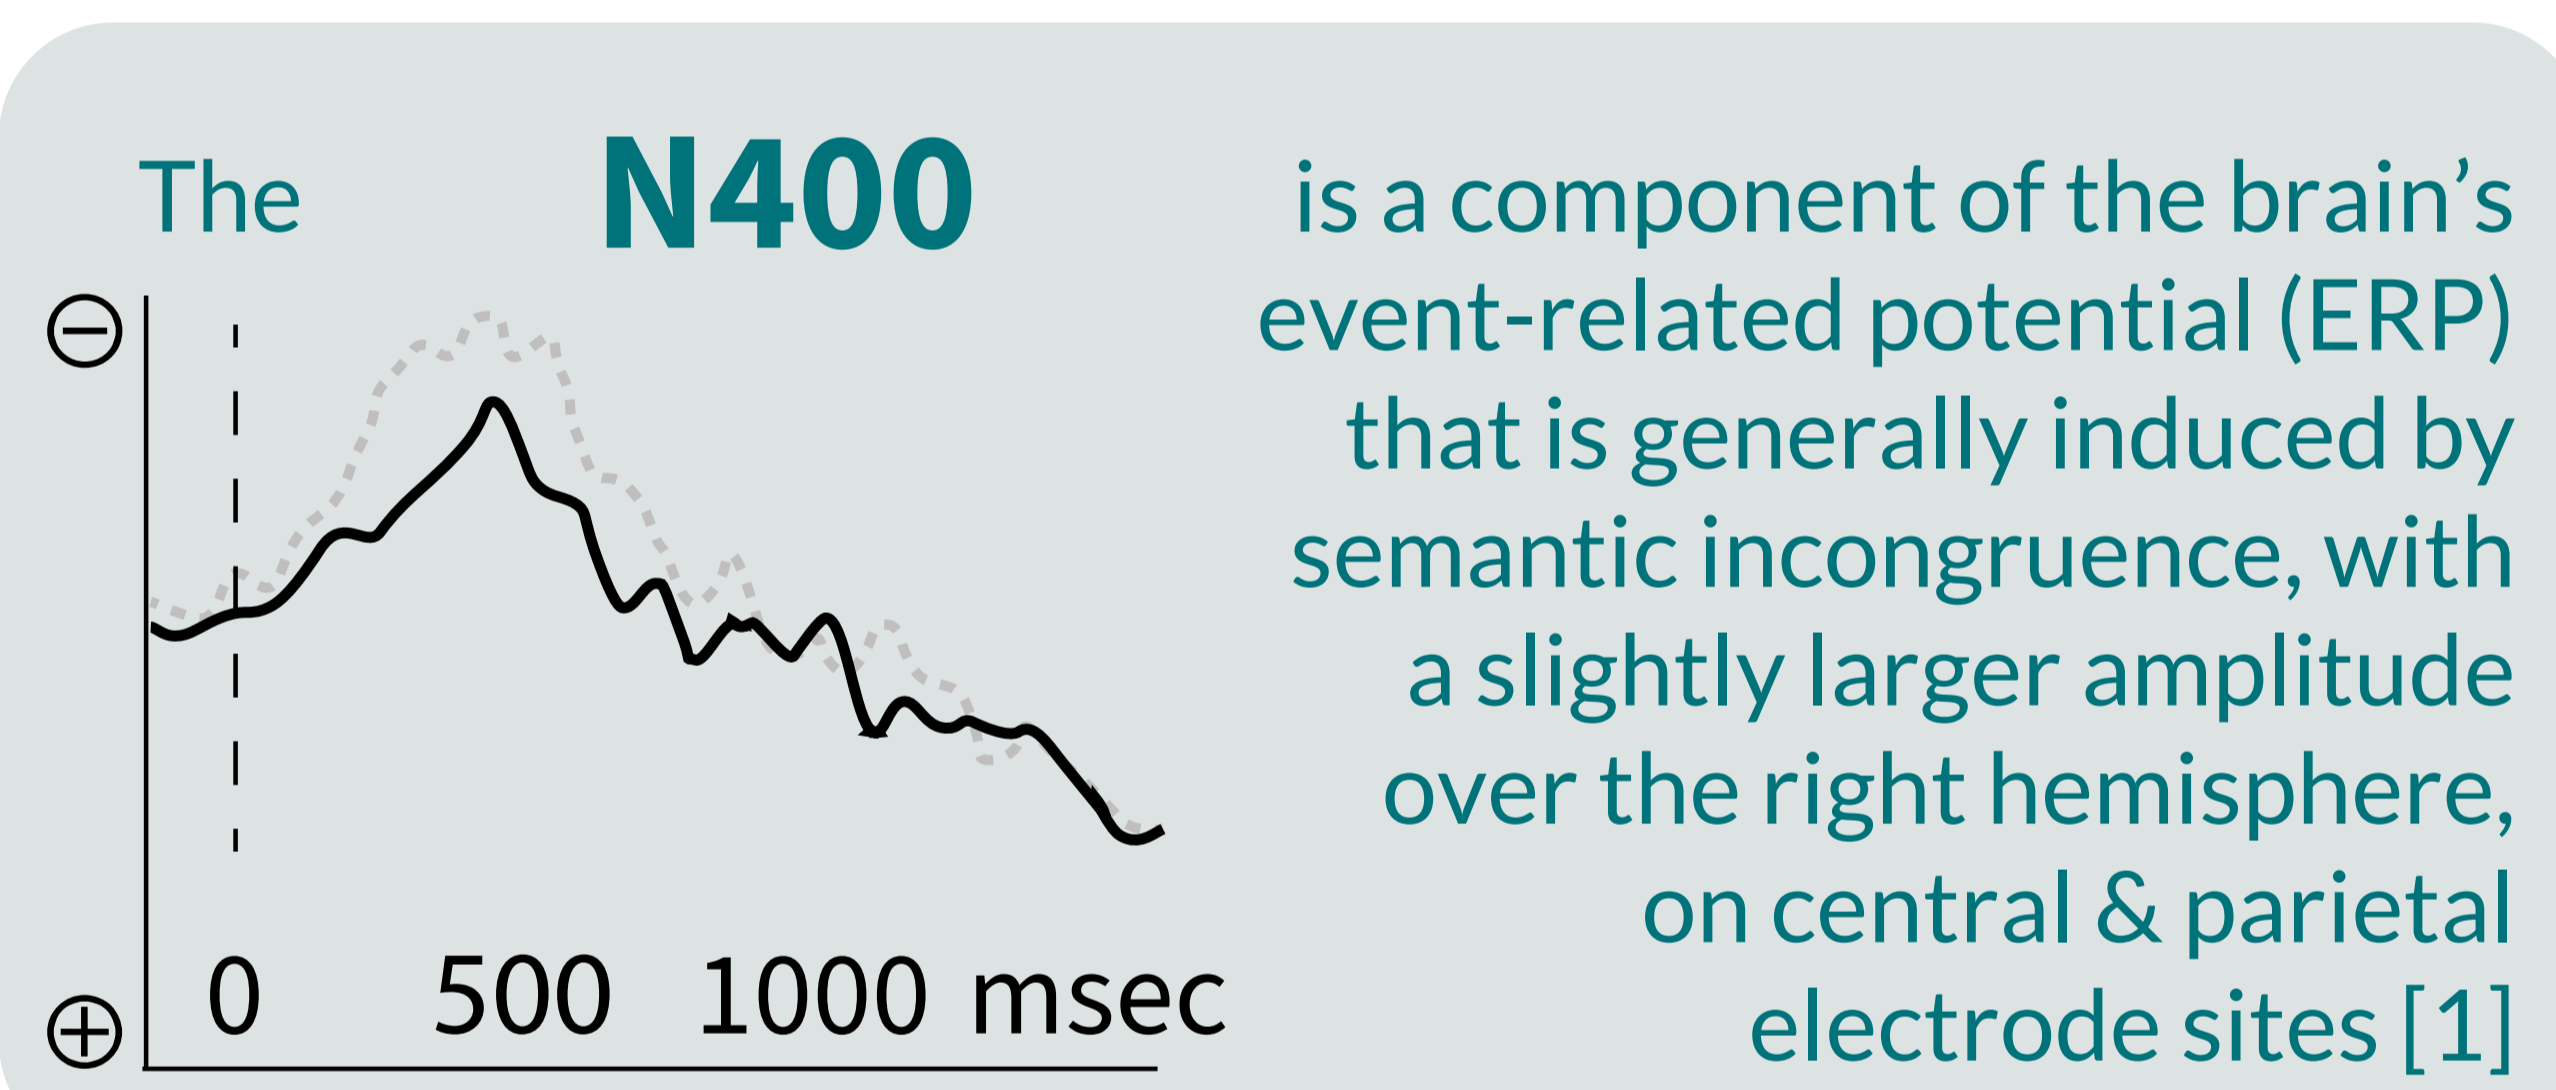 The N400 is a component of the brain’s
event-related potential (ERP)
that is generally induced by
semantic incongruence, with
a slightly larger amplitude
over the right hemisphere,
on central & parietal
electrode sites [1]
−
+
0 500 1000 msec